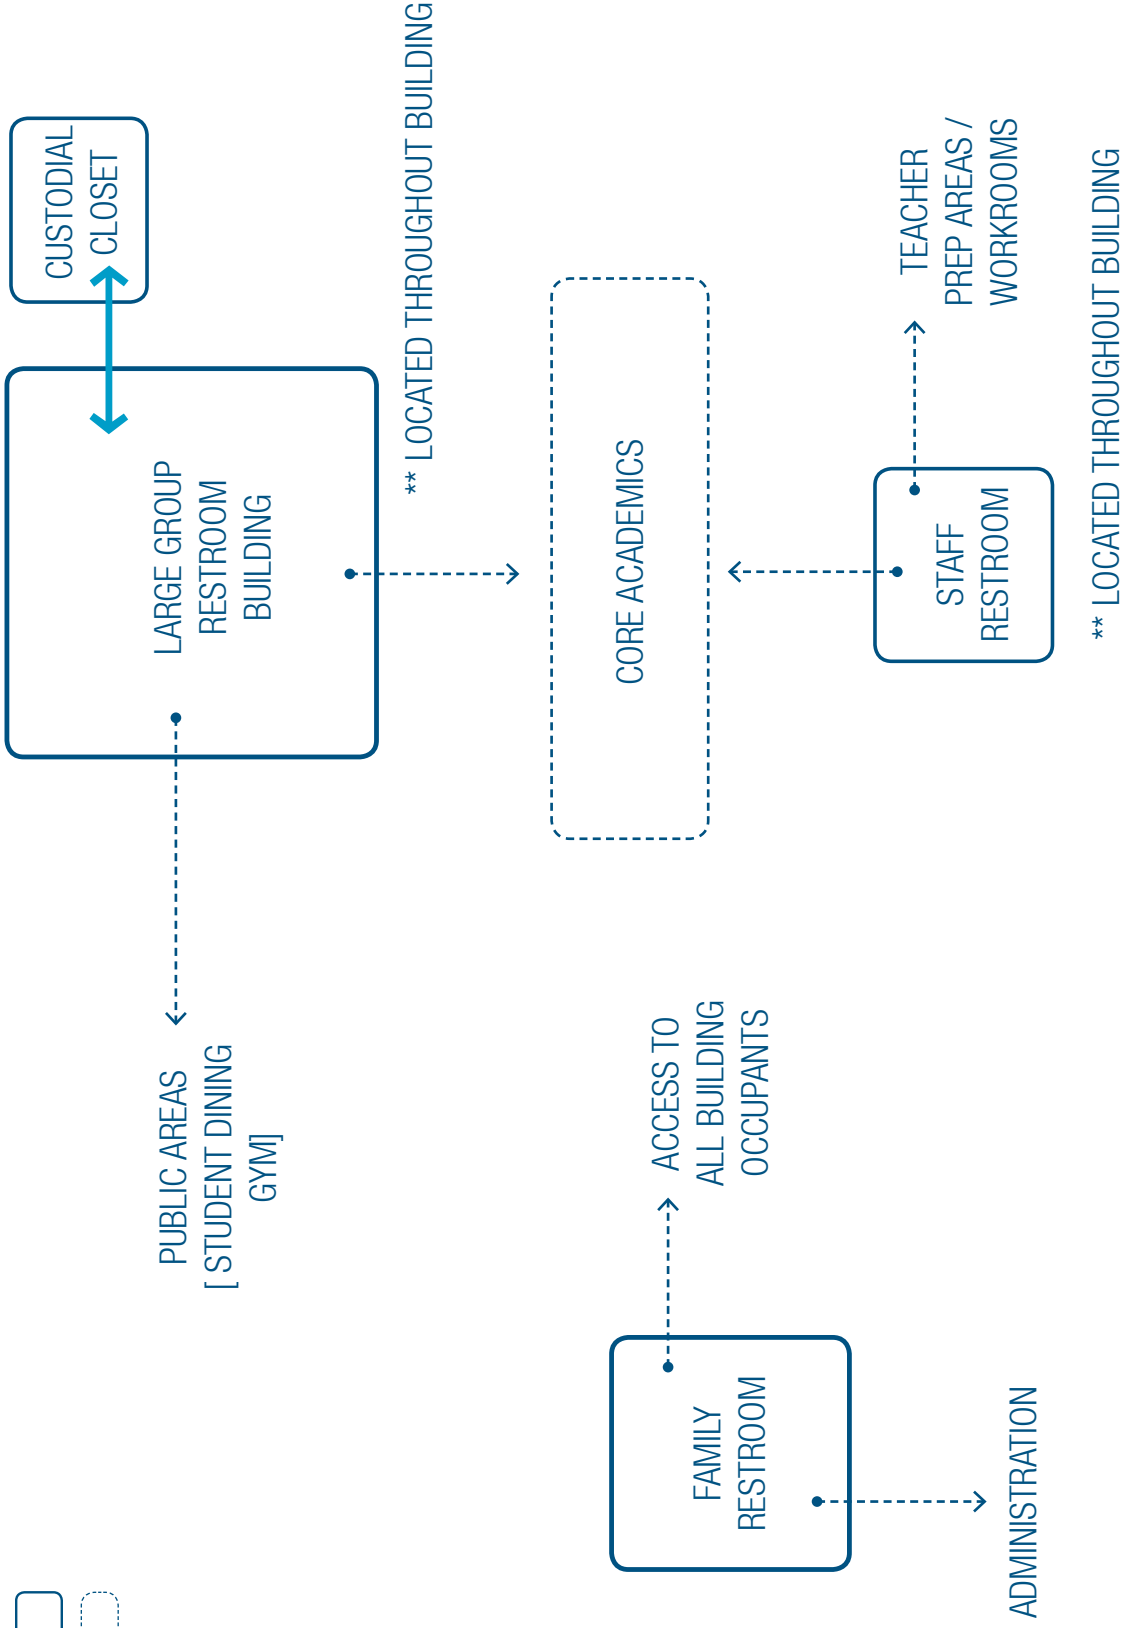 CUSTODIAL
CLOSET
LARGE GROUP
RESTROOM
BUILDING
** LOCATED THROUGHOUT BUILDING
PUBLIC AREAS
[ STUDENT DINING
GYM]
CORE ACADEMICS
TEACHER
PREP AREAS /
WORKROOMS
STAFF
RESTROOM
** LOCATED THROUGHOUT BUILDING
ACCESS TO
ALL BUILDING
OCCUPANTS
FAMILY
RESTROOM
ADMINISTRATION